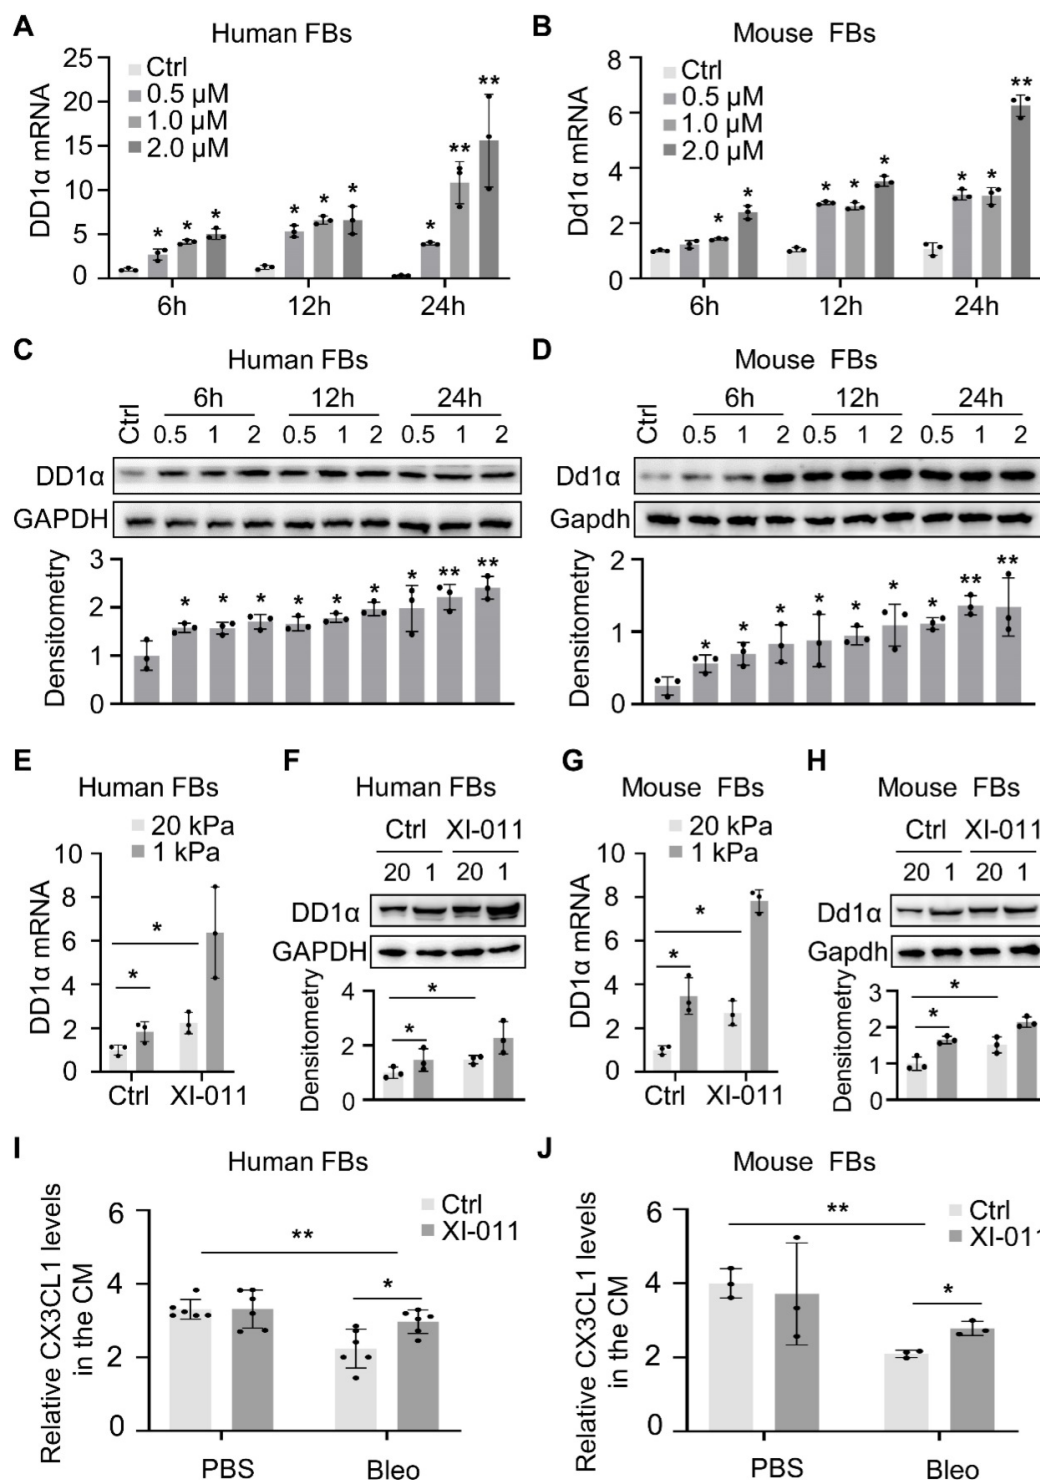 A
Human FBs
DD1α mRNA
25
20
15
10
5
0
Ctrl
0.5 µM
1.0 µM
2.0 µM
* * *
* * *
* ** **
6h 12h 24h
B
Mouse FBs
Dd1α mRNA
8
6
4
2
0
Ctrl
0.5 µM
1.0 µM
2.0 µM
* *
* * *
* * **
6h 12h 24h
C
Human FBs
Ctrl 6h 12h 24h
0.5 1 2 0.5 1 2 0.5 1 2
DD1α
GAPDH
Densitometry
3
2
1
0
* * * * * * * ** **
D
Mouse FBs
Ctrl 6h 12h 24h
0.5 1 2 0.5 1 2 0.5 1 2
Dd1α
Gapdh
Densitometry
2
1
0
* * * * * * ** **
E
Human FBs
20 kPa
1 kPa
DD1α mRNA
10
8
6
4
2
0
*
*
Ctrl XI-011
F
Human FBs
Ctrl XI-011
20 1 20 1
DD1α
GAPDH
Densitometry
4
2
0
*
*
G
Mouse FBs
20 kPa
1 kPa
DD1α mRNA
10
8
6
4
2
0
*
*
Ctrl XI-011
H
Mouse FBs
Ctrl XI-011
20 1 20 1
Dd1α
Gapdh
Densitometry
3
2
1
0
*
*
I
Human FBs
Relative CX3CL1 levels
in the CM
6
4
2
0
Ctrl
XI-011
**
*
PBS Bleo
J
Mouse FBs
Relative CX3CL1 levels
in the CM
6
4
2
0
Ctrl
XI-011
**
*
PBS Bleo